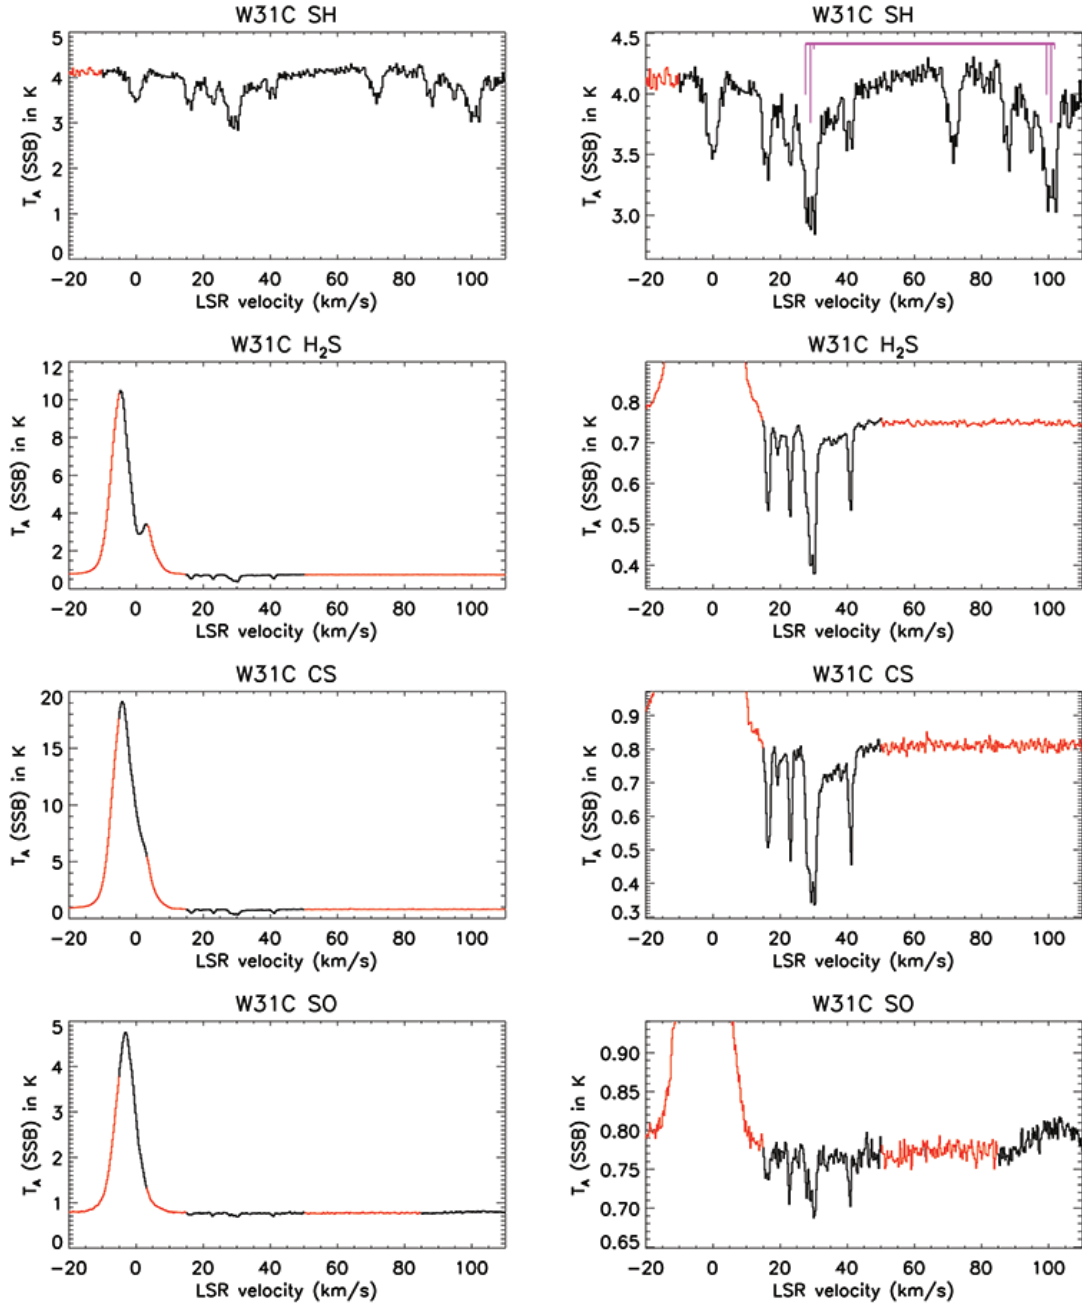 W31C SH
5
4
3
2
1
0
T_A (SSB) in K
-20 0 20 40 60 80 100
LSR velocity (km/s)
W31C SH
4.5
4.0
3.5
3.0
T_A (SSB) in K
-20 0 20 40 60 80 100
LSR velocity (km/s)
W31C H₂S
12
10
8
6
4
2
0
T_A (SSB) in K
-20 0 20 40 60 80 100
LSR velocity (km/s)
W31C H₂S
0.8
0.7
0.6
0.5
0.4
T_A (SSB) in K
-20 0 20 40 60 80 100
LSR velocity (km/s)
W31C CS
20
15
10
5
0
T_A (SSB) in K
-20 0 20 40 60 80 100
LSR velocity (km/s)
W31C CS
0.9
0.8
0.7
0.6
0.5
0.4
0.3
T_A (SSB) in K
-20 0 20 40 60 80 100
LSR velocity (km/s)
W31C SO
5
4
3
2
1
0
T_A (SSB) in K
-20 0 20 40 60 80 100
LSR velocity (km/s)
W31C SO
0.90
0.85
0.80
0.75
0.70
0.65
T_A (SSB) in K
-20 0 20 40 60 80 100
LSR velocity (km/s)